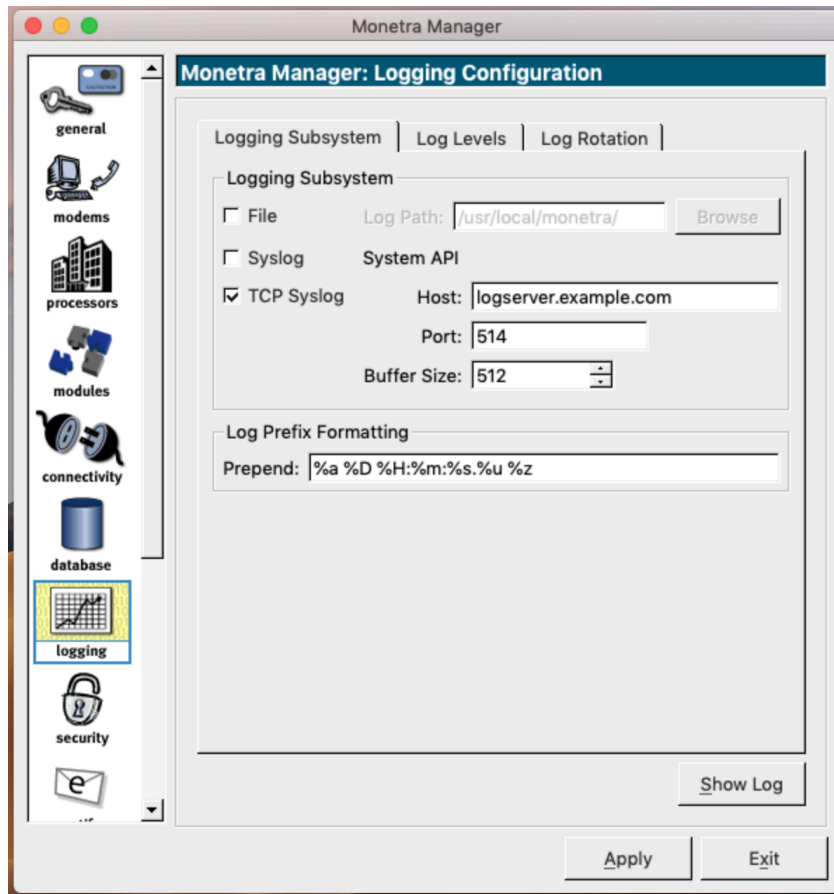 Monetra Manager
general
modems
processors
modules
connectivity
database
logging
security
Monetra Manager: Logging Configuration
Logging Subsystem Log Levels Log Rotation
Logging Subsystem
File Log Path: /usr/local/monetra/ Browse
Syslog System API
TCP Syslog Host: logserver.example.com
Port: 514
Buffer Size: 512
Log Prefix Formatting
Prepend: %a %D %H:%m:%s.%u %z
Show Log
Apply Exit